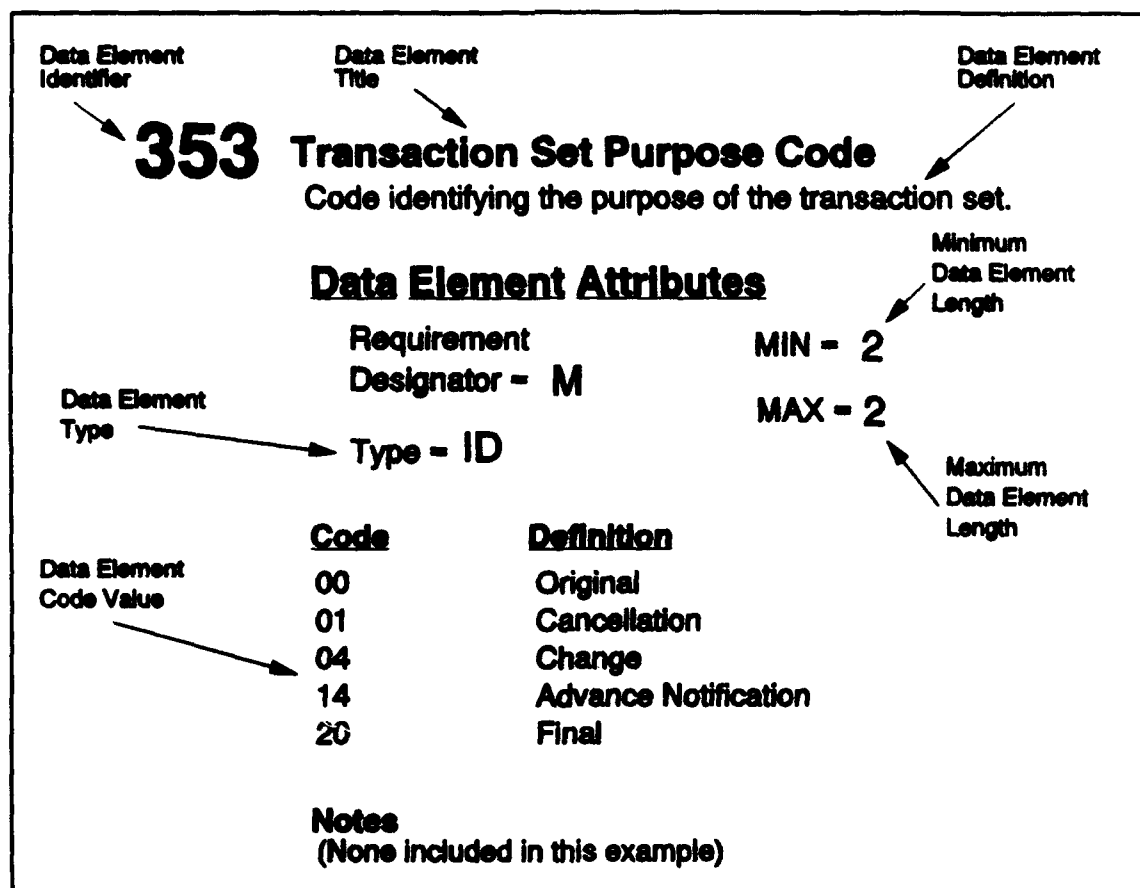 Data Element Identifier
Data Element Title
Data Element Definition
353 Transaction Set Purpose Code
Code identifying the purpose of the transaction set.
Minimum Data Element Length
Data Element Attributes
Requirement Designator = M
MIN = 2
Data Element Type
MAX = 2
Type = ID
Maximum Data Element Length
Code Definition
Data Element Code Value
00 Original
01 Cancellation
04 Change
14 Advance Notification
20 Final
Notes
(None included in this example)